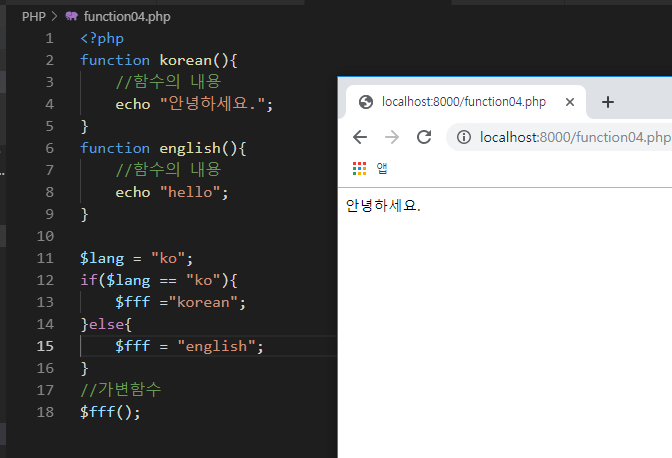 PHP > function04.php
1 <?php
2 function korean(){
3 //함수의 내용
4 echo "안녕하세요.";
5 }
6 function english(){
7 //함수의 내용
8 echo "hello";
9 }
10
11 $lang = "ko";
12 if($lang == "ko"){
13 $fff ="korean";
14 }else{
15 $fff = "english";
16 }
17 //가변함수
18 $fff();
localhost:8000/function04.php
localhost:8000/function04.php
앱
안녕하세요.